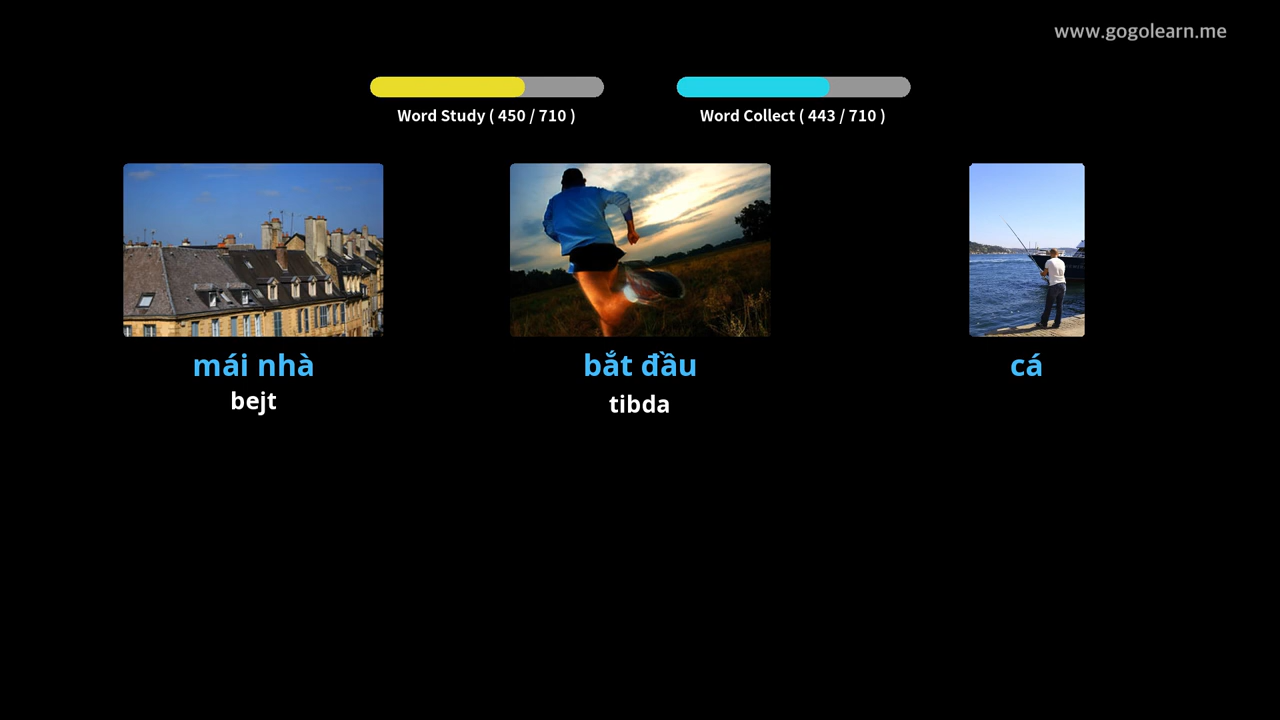 www.gogolearn.me
Word Study ( 450 / 710 )
Word Collect ( 443 / 710 )
mái nhà
bắt đầu
cá
bejt
tibda